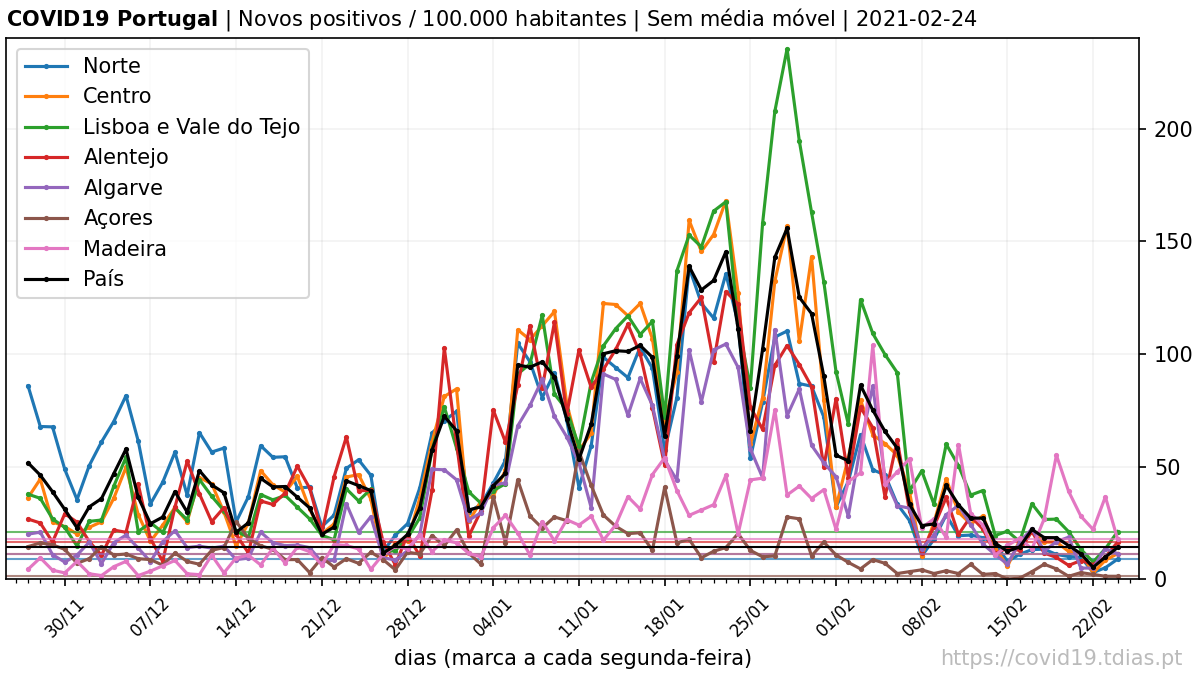 COVID19 Portugal | Novos positivos / 100.000 habitantes | Sem média móvel | 2021-02-24
Norte
Centro
Lisboa e Vale do Tejo
Alentejo
Algarve
Açores
Madeira
País
200
150
100
50
0
30/11
07/12
14/12
21/12
28/12
04/01
11/01
18/01
25/01
01/02
08/02
15/02
22/02
dias (marca a cada segunda-feira)
https://covid19.tdias.pt